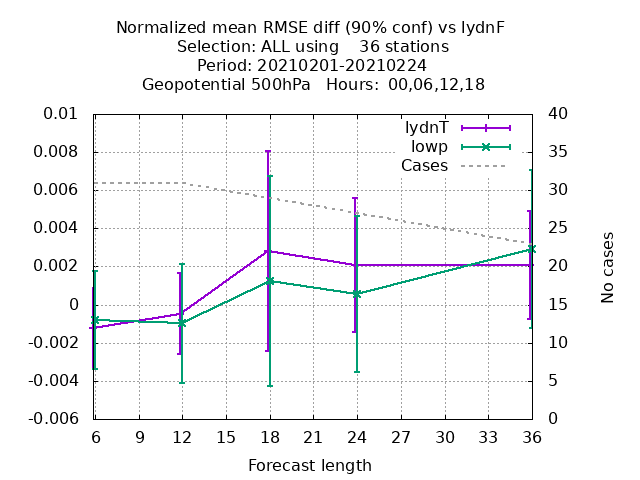 Normalized mean RMSE diff (90% conf) vs lydnF
Selection: ALL using    36 stations
Period: 20210201-20210224
Geopotential 500hPa   Hours:  00,06,12,18
0.01
0.008
0.006
0.004
0.002
0
-0.002
-0.004
-0.006
40
35
30
25
20
15
10
5
0
lydnT
lowp
Cases
No cases
6 9 12 15 18 21 24 27 30 33 36
Forecast length